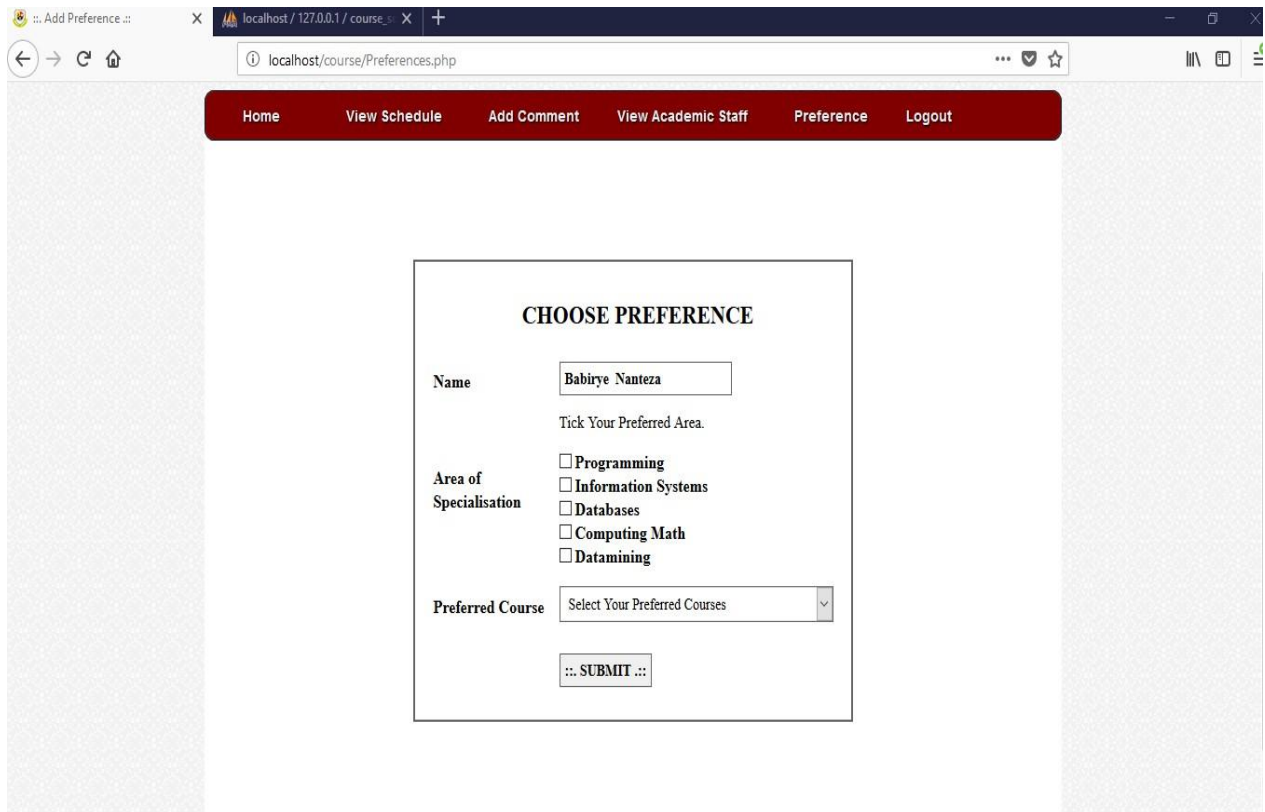 ::. Add Preference .::
localhost / 127.0.0.1 / course_s
localhost/course/Preferences.php
Home View Schedule Add Comment View Academic Staff Preference Logout
CHOOSE PREFERENCE
Name Babirye Nanteza
Tick Your Preferred Area.
Area of Specialisation
Programming
Information Systems
Databases
Computing Math
Datamining
Preferred Course Select Your Preferred Courses
::. SUBMIT .::